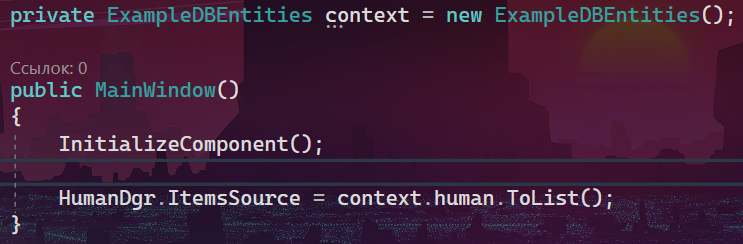 private ExampleDBEntities context = new ExampleDBEntities();
Ссылок: 0
public MainWindow()
{
InitializeComponent();
HumanDgr.ItemsSource = context.human.ToList();
}